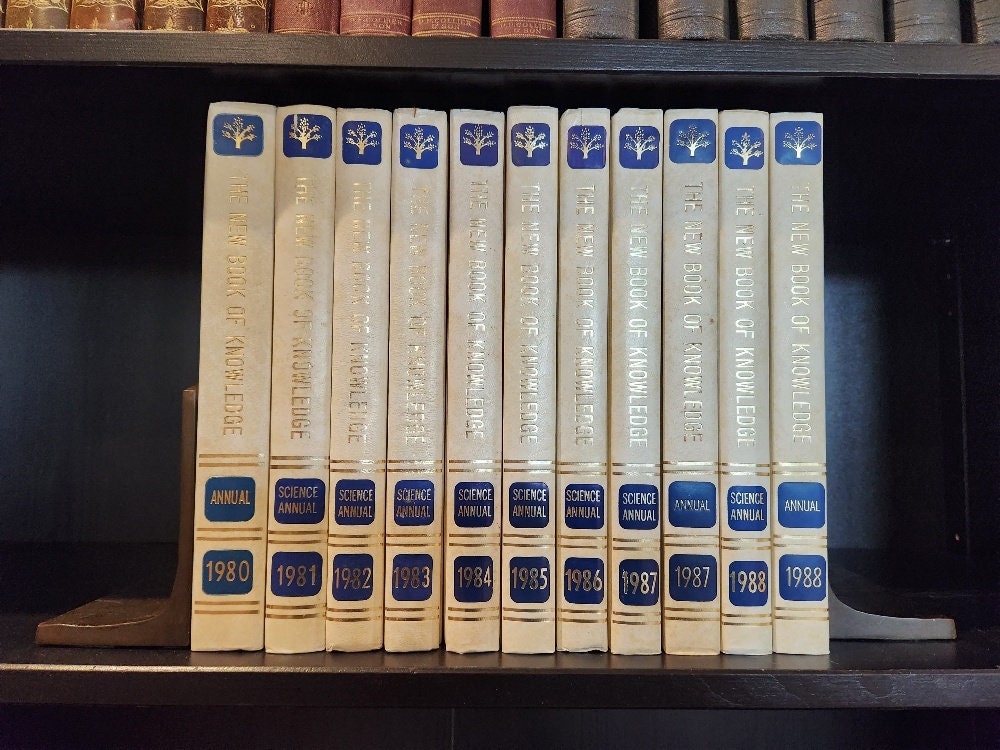 THE NEW BOOK OF KNOWLEDGE
ANNUAL
1980
THE NEW BOOK OF KNOWLEDGE
SCIENCE
ANNUAL
1981
THE NEW BOOK OF KNOWLEDGE
SCIENCE
ANNUAL
1982
THE NEW BOOK OF KNOWLEDGE
SCIENCE
ANNUAL
1983
THE NEW BOOK OF KNOWLEDGE
SCIENCE
ANNUAL
1984
THE NEW BOOK OF KNOWLEDGE
SCIENCE
ANNUAL
1985
THE NEW BOOK OF KNOWLEDGE
SCIENCE
ANNUAL
1986
THE NEW BOOK OF KNOWLEDGE
SCIENCE
ANNUAL
1987
THE NEW BOOK OF KNOWLEDGE
ANNUAL
1987
THE NEW BOOK OF KNOWLEDGE
SCIENCE
ANNUAL
1988
THE NEW BOOK OF KNOWLEDGE
ANNUAL
1988